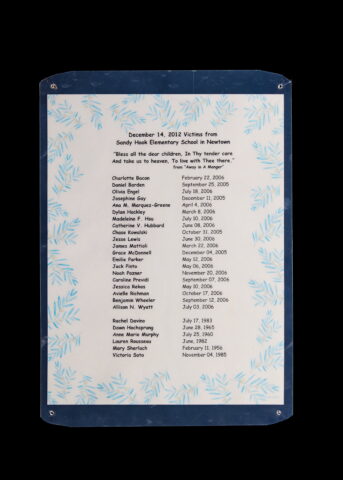 December 14, 2012 Victims from
Sandy Hook Elementary School in Newtown
"Bless all the dear children, In Thy tender care
And take us to heaven, To live with Thee there."
from "Away in A Manger"
Charlotte Bacon February 22, 2006
Daniel Barden September 25, 2005
Olivia Engel July 18, 2006
Josephine Gay December 11, 2005
Ana M. Marquez-Greene April 4, 2006
Dylan Hockley March 8, 2006
Madeleine F. Hsu July 10, 2006
Catherine V. Hubbard June 08, 2006
Chase Kowalski October 31, 2005
Jesse Lewis June 30, 2006
James Mattioli March 22, 2006
Grace McDonnell December 04, 2005
Emilie Parker May 12, 2006
Jack Pinto May 06, 2006
Noah Pozner November 20, 2006
Caroline Previdi September 07, 2006
Jessica Rekos May 10, 2006
Avielle Richman October 17, 2006
Benjamin Wheeler September 12, 2006
Allison N. Wyatt July 03, 2006
Rachel Davino July 17, 1983
Dawn Hochsprung June 28, 1965
Anne Marie Murphy July 25, 1960
Lauren Rousseau June, 1982
Mary Sherlach February 11, 1956
Victoria Soto November 04, 1985